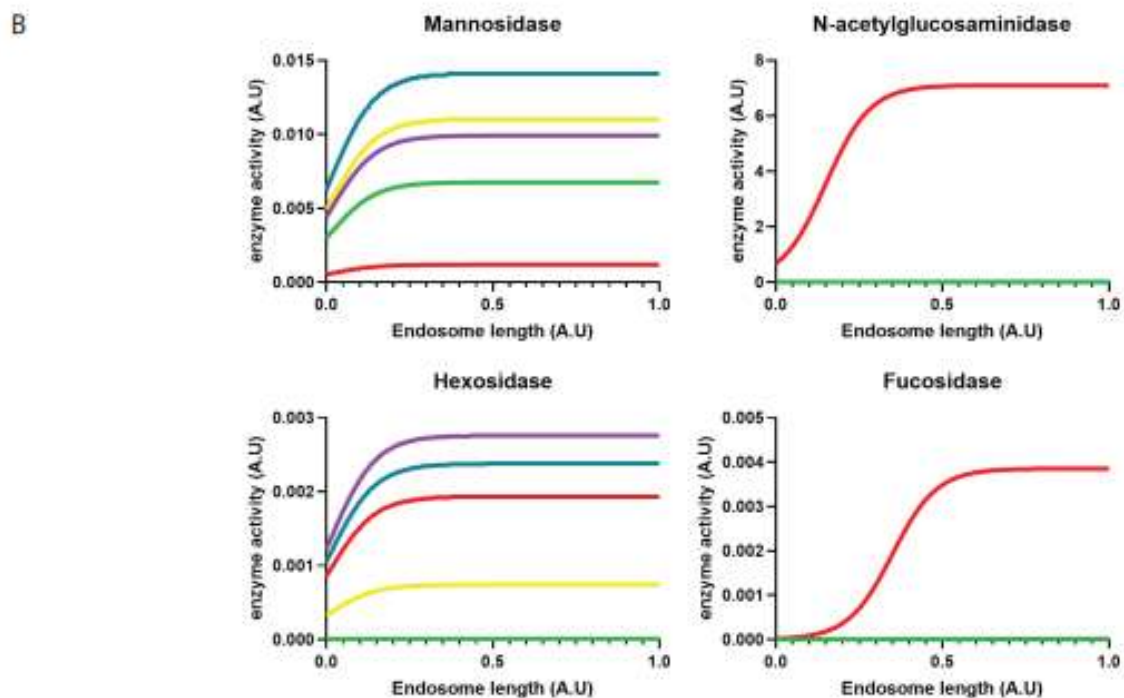 B
Mannosidase
enzyme activity (A.U)
0.015
0.010
0.005
0.000
0.0 0.5 1.0
Endosome length (A.U)
N-acetylglucosaminidase
enzyme activity (A.U)
8
6
4
2
0
0.0 0.5 1.0
Endosome length (A.U)
Hexosidase
enzyme activity (A.U)
0.003
0.002
0.001
0.000
0.0 0.5 1.0
Endosome length (A.U)
Fucosidase
enzyme activity (A.U)
0.005
0.004
0.003
0.002
0.001
0.000
0.0 0.5 1.0
Endosome length (A.U)